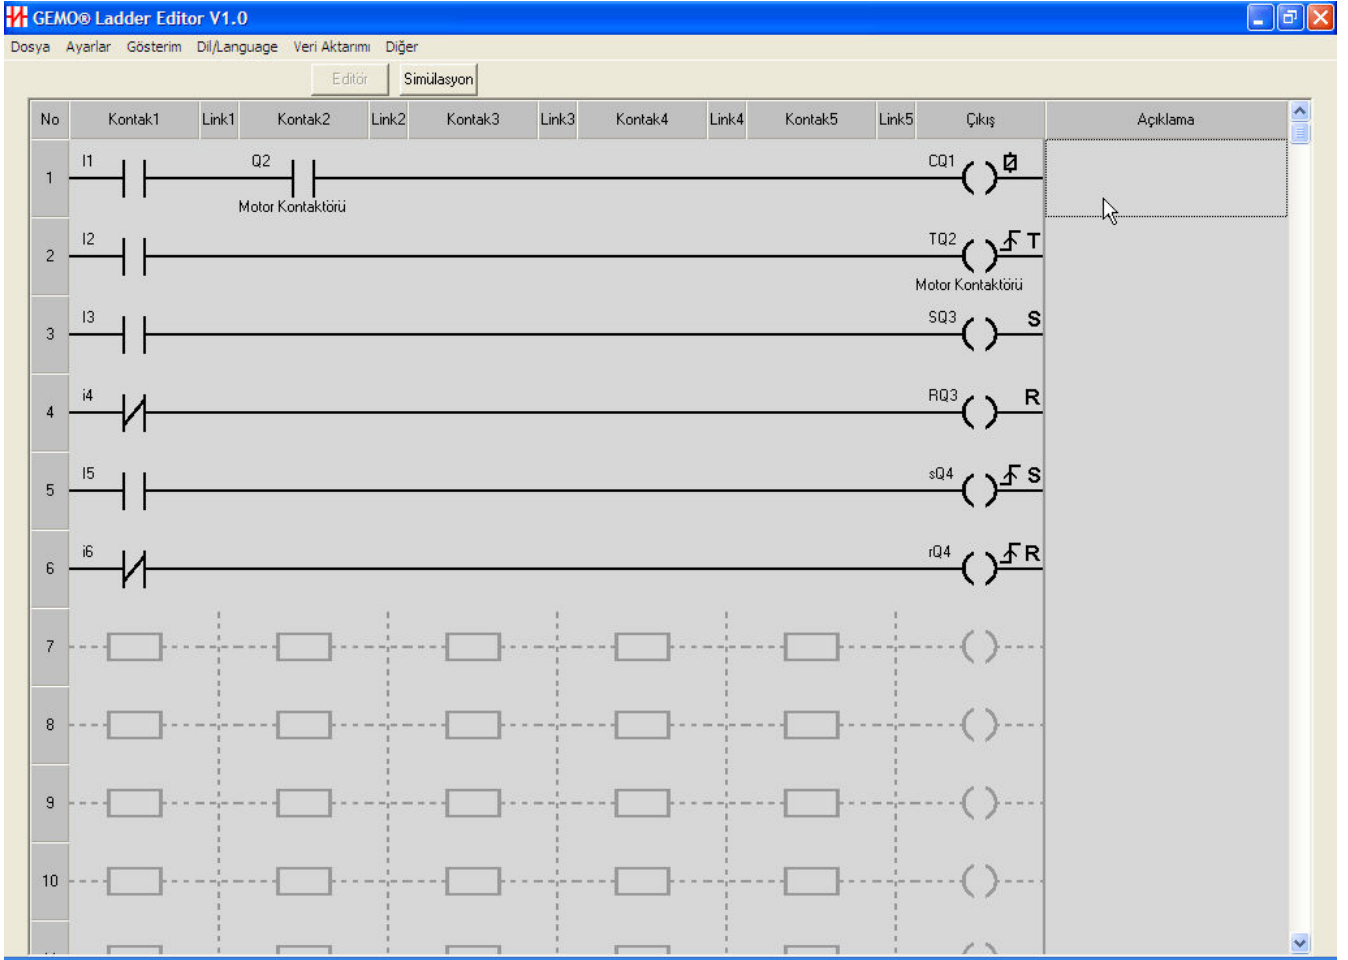 GEMO® Ladder Editor V1.0
Dosya Ayarlar Gösterim Dil/Language Veri Aktarımı Diğer
Editör Simülasyon
No Kontak1 Link1 Kontak2 Link2 Kontak3 Link3 Kontak4 Link4 Kontak5 Link5 Çıkış Açıklama
I1 Q2 CQ1
1
Motor Kontaktörü
I2 TQ2 T
2
Motor Kontaktörü
I3 SQ3 S
3
i4 RQ3 R
4
I5 sQ4 S
5
i6 rQ4 R
6
7
8
9
10